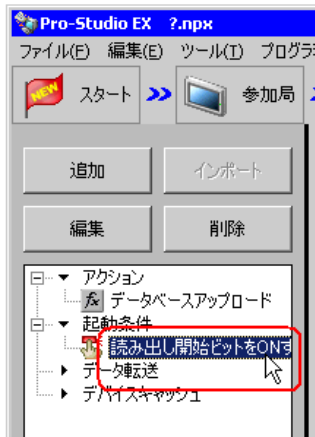 Pro-Studio EX ?.npx
ファイル(F) 編集(E) ツール(T) プログラ
NEW スタート 参加局
追加 インポート
編集 削除
アクション
fx データベースアップロード
起動条件
読み出し開始ビットをONす
データ転送
デバイスキャッシュ